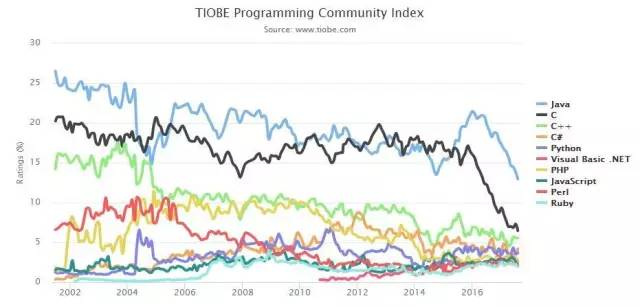 TIOBE Programming Community Index
Source: www.tiobe.com
Ratings (%)
30
25
20
15
10
5
0
2002 2004 2006 2008 2010 2012 2014 2016
Java
C
C++
C#
Python
Visual Basic .NET
PHP
JavaScript
Perl
Ruby